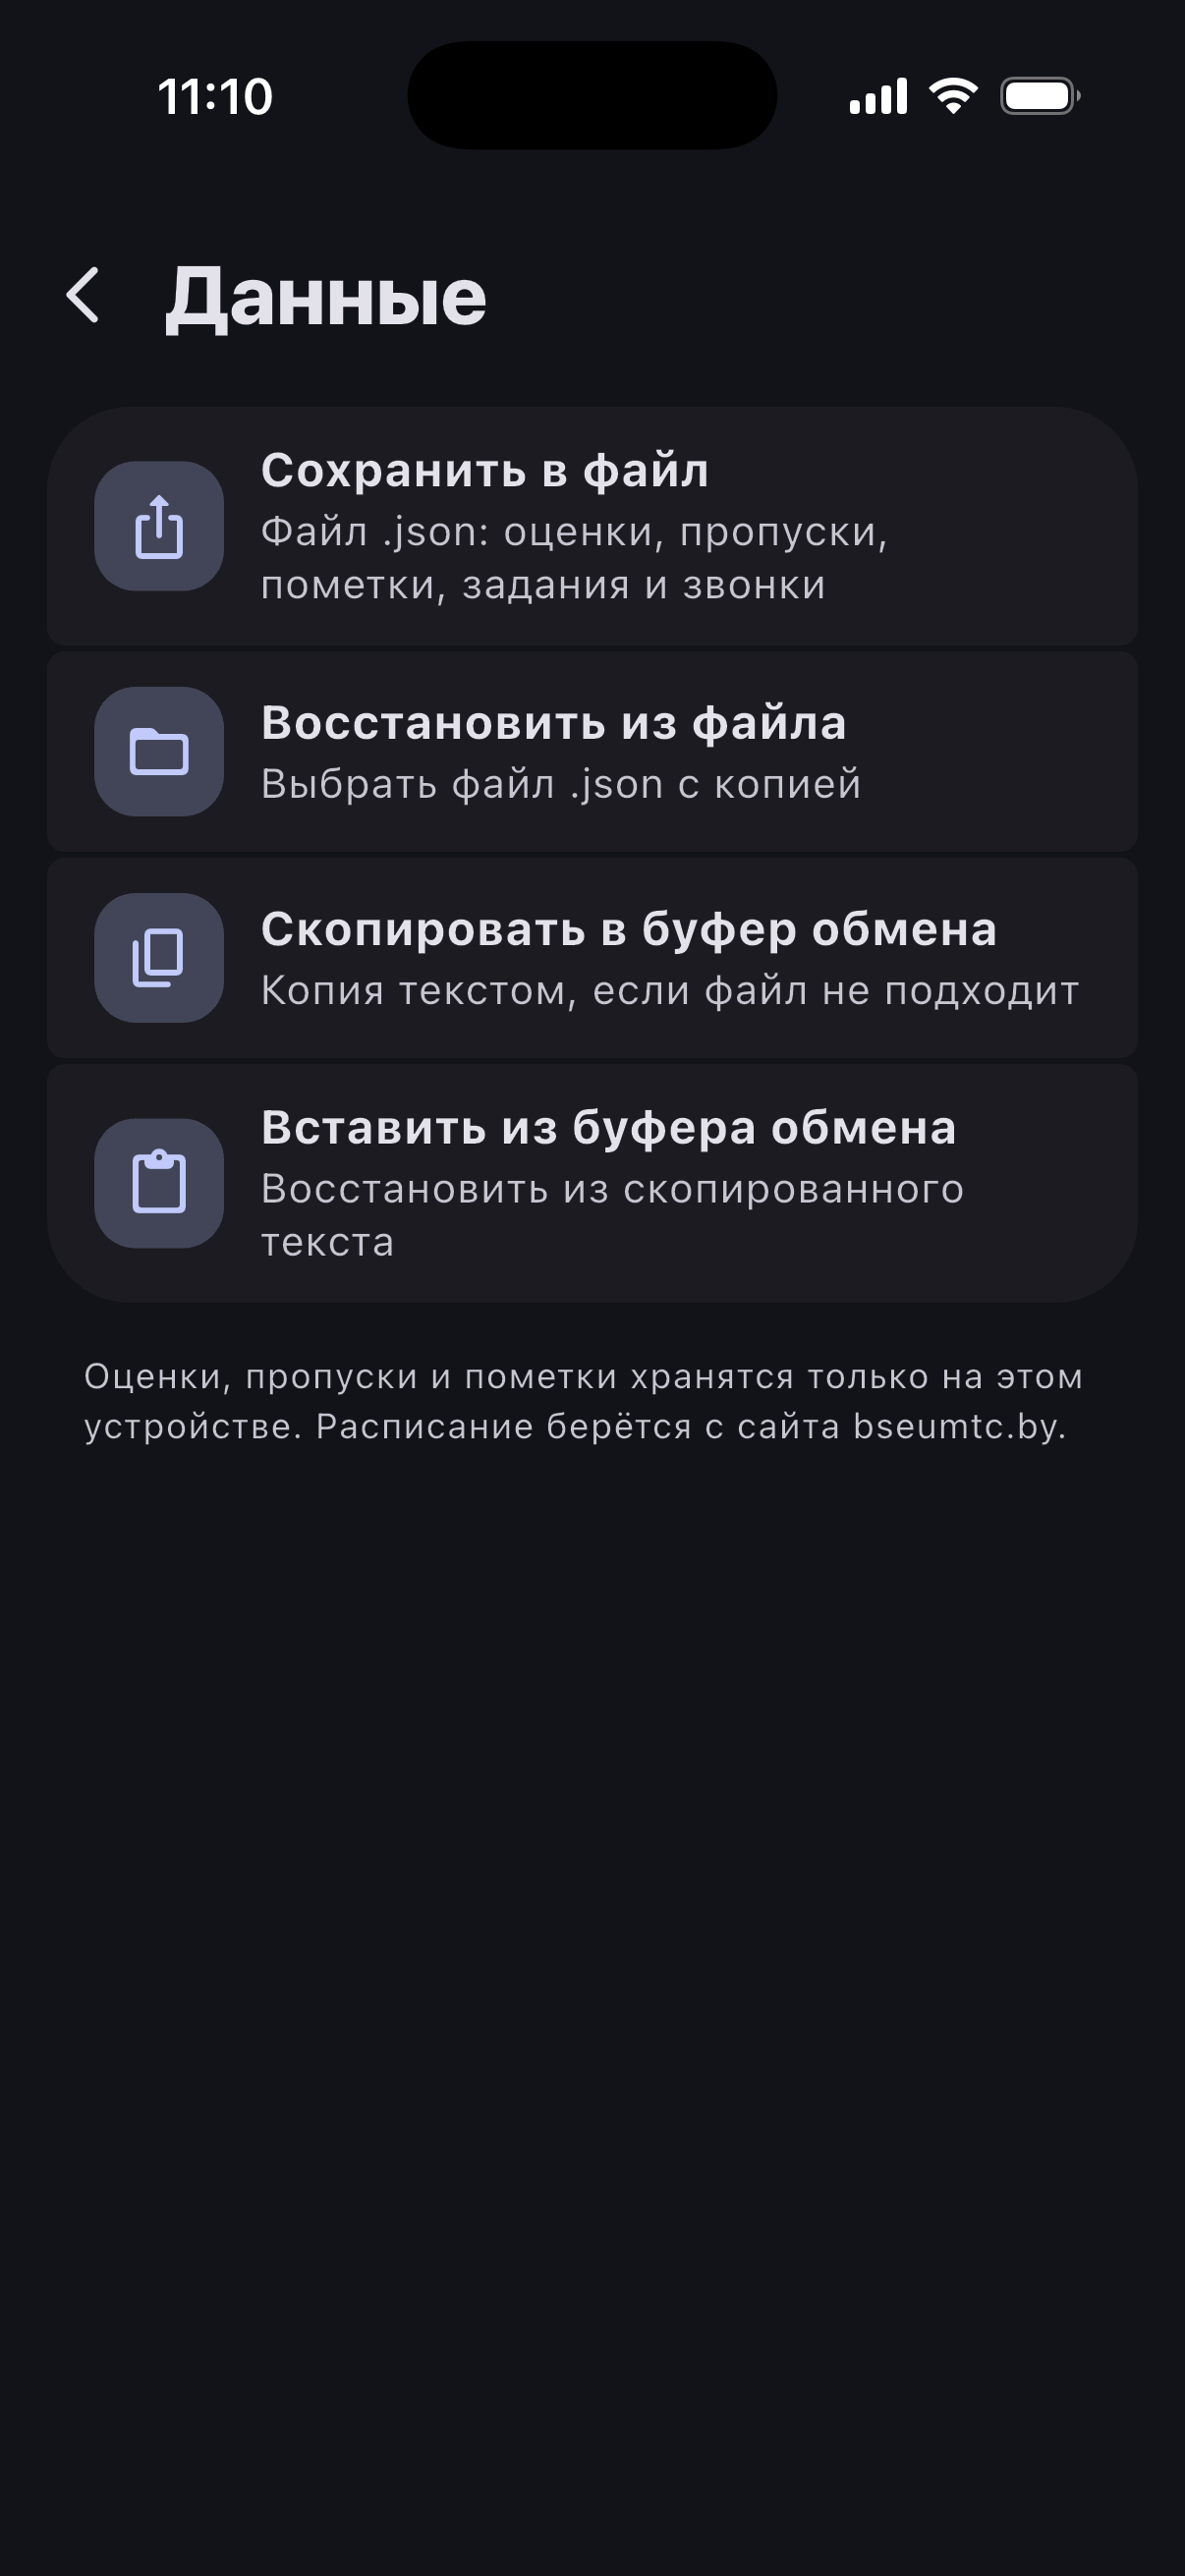 11:10
Данные
Сохранить в файл
Файл .json: оценки, пропуски,
пометки, задания и звонки
Восстановить из файла
Выбрать файл .json с копией
Скопировать в буфер обмена
Копия текстом, если файл не подходит
Вставить из буфера обмена
Восстановить из скопированного
текста
Оценки, пропуски и пометки хранятся только на этом
устройстве. Расписание берётся с сайта bseumtc.by.